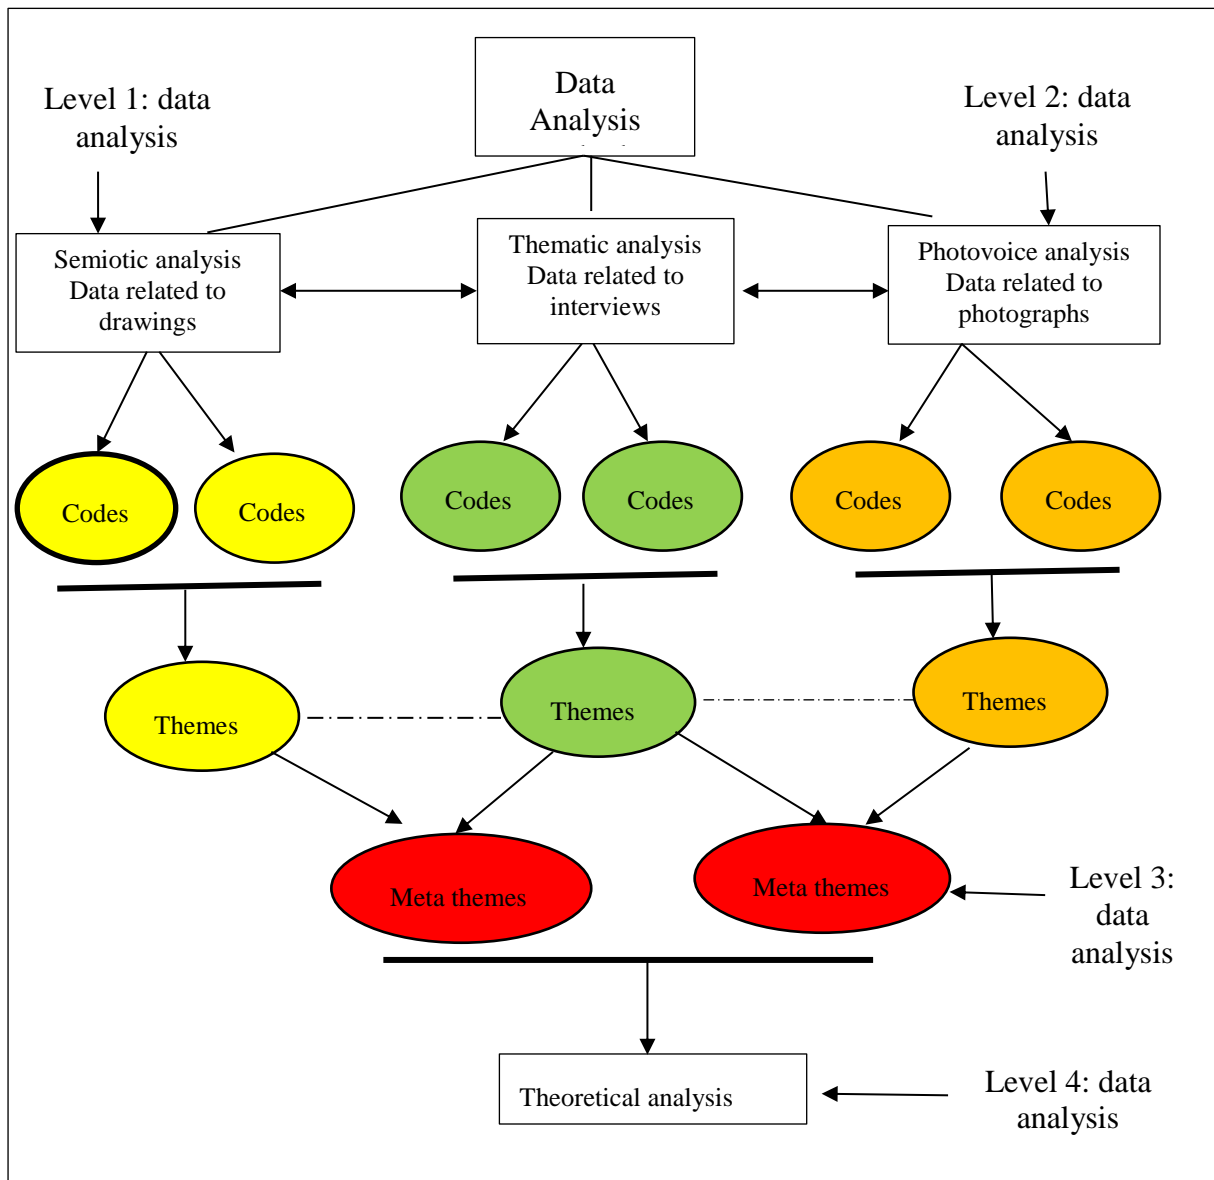 Data
Analysis
Level 1: data
analysis
Level 2: data
analysis
Semiotic analysis
Data related to
drawings
Thematic analysis
Data related to
interviews
Photovoice analysis
Data related to
photographs
Codes
Codes
Codes
Codes
Codes
Codes
Themes
Themes
Themes
Meta themes
Meta themes
Level 3:
data
analysis
Theoretical analysis
Level 4: data
analysis